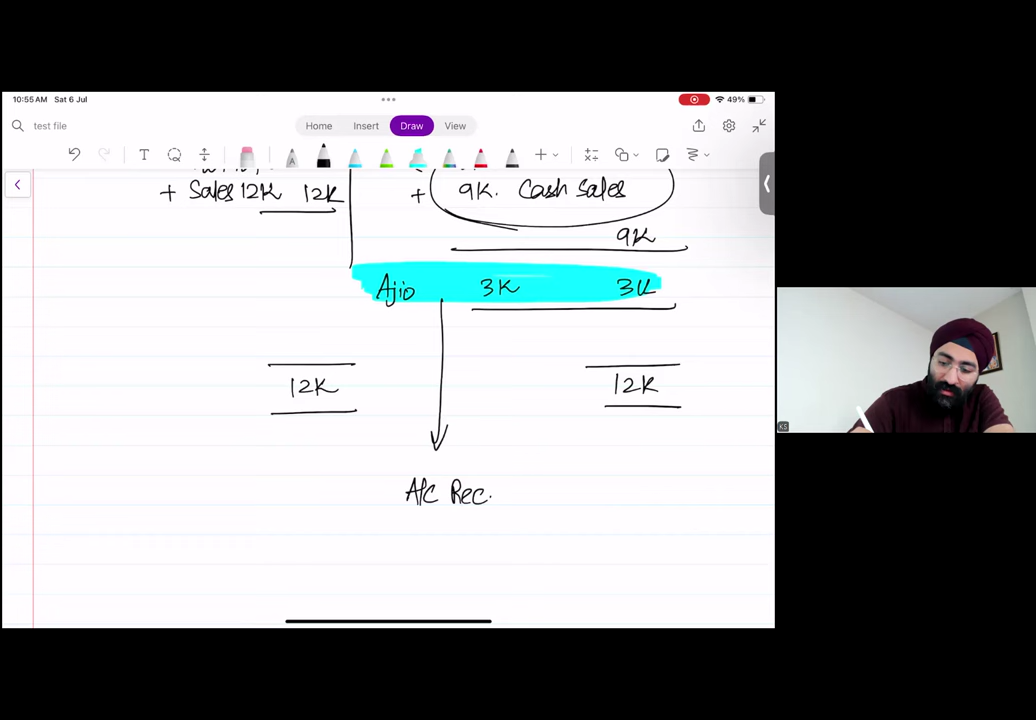 10:55 AM Sat 6 Jul
49%
test file
Home Insert Draw View
+ Sales 12K 12K
+ 9K. Cash Sales
9K
Ajio 3K 3K
12K 12K
A/C Rec.
KS